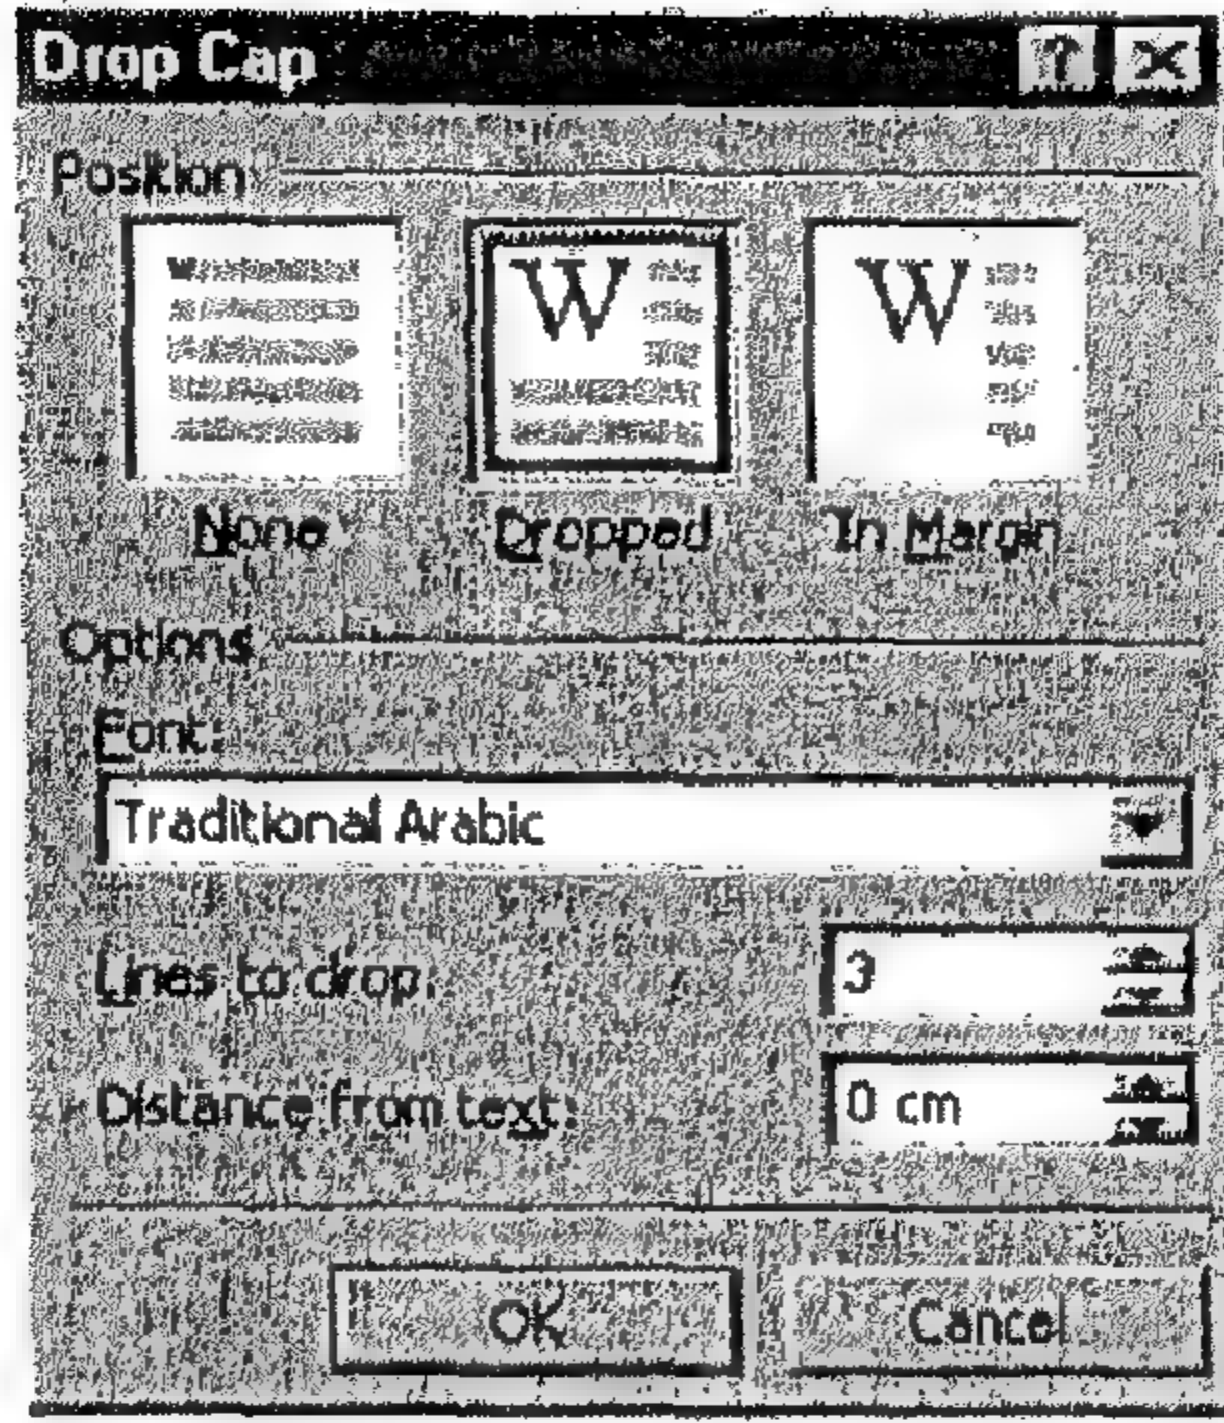 Drop Cap ? ×
Position
W W
None Dropped In Margin
Options
Font:
Traditional Arabic
Lines to drop:
3
Distance from text:
0 cm
OK Cancel